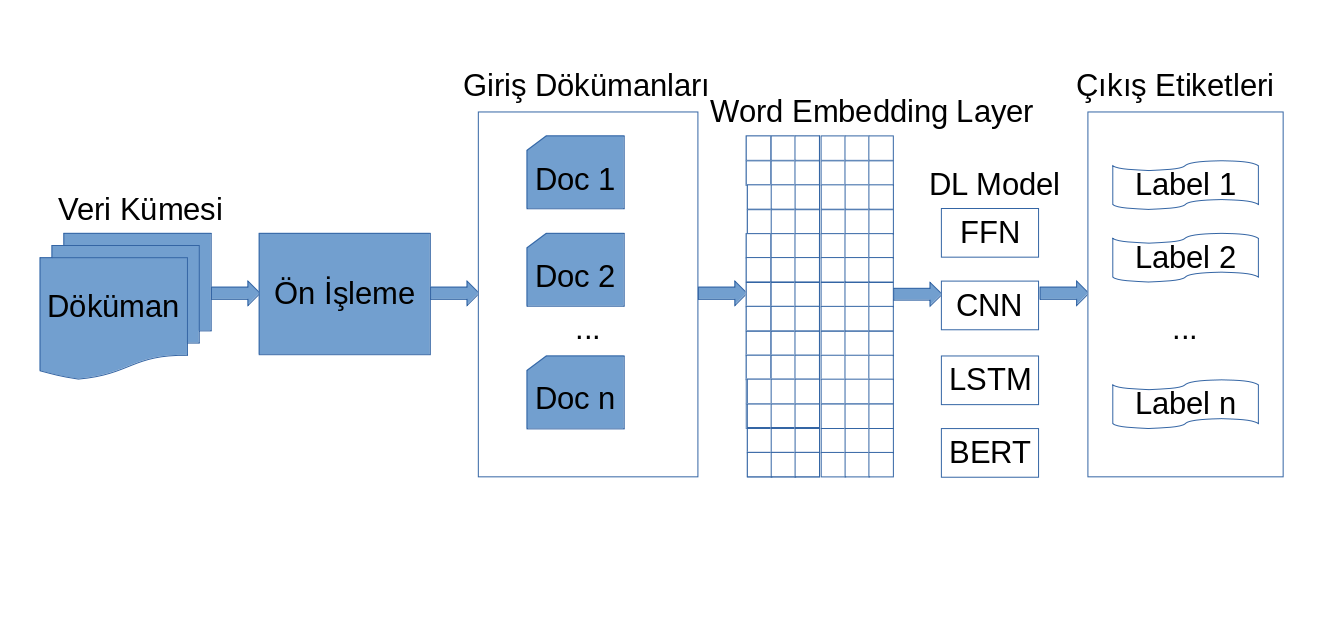 Veri Kümesi
Döküman
Ön İşleme
Giriş Dökümanları
Doc 1
Doc 2
...
Doc n
Word Embedding Layer
DL Model
FFN
CNN
LSTM
BERT
Çıkış Etiketleri
Label 1
Label 2
...
Label n